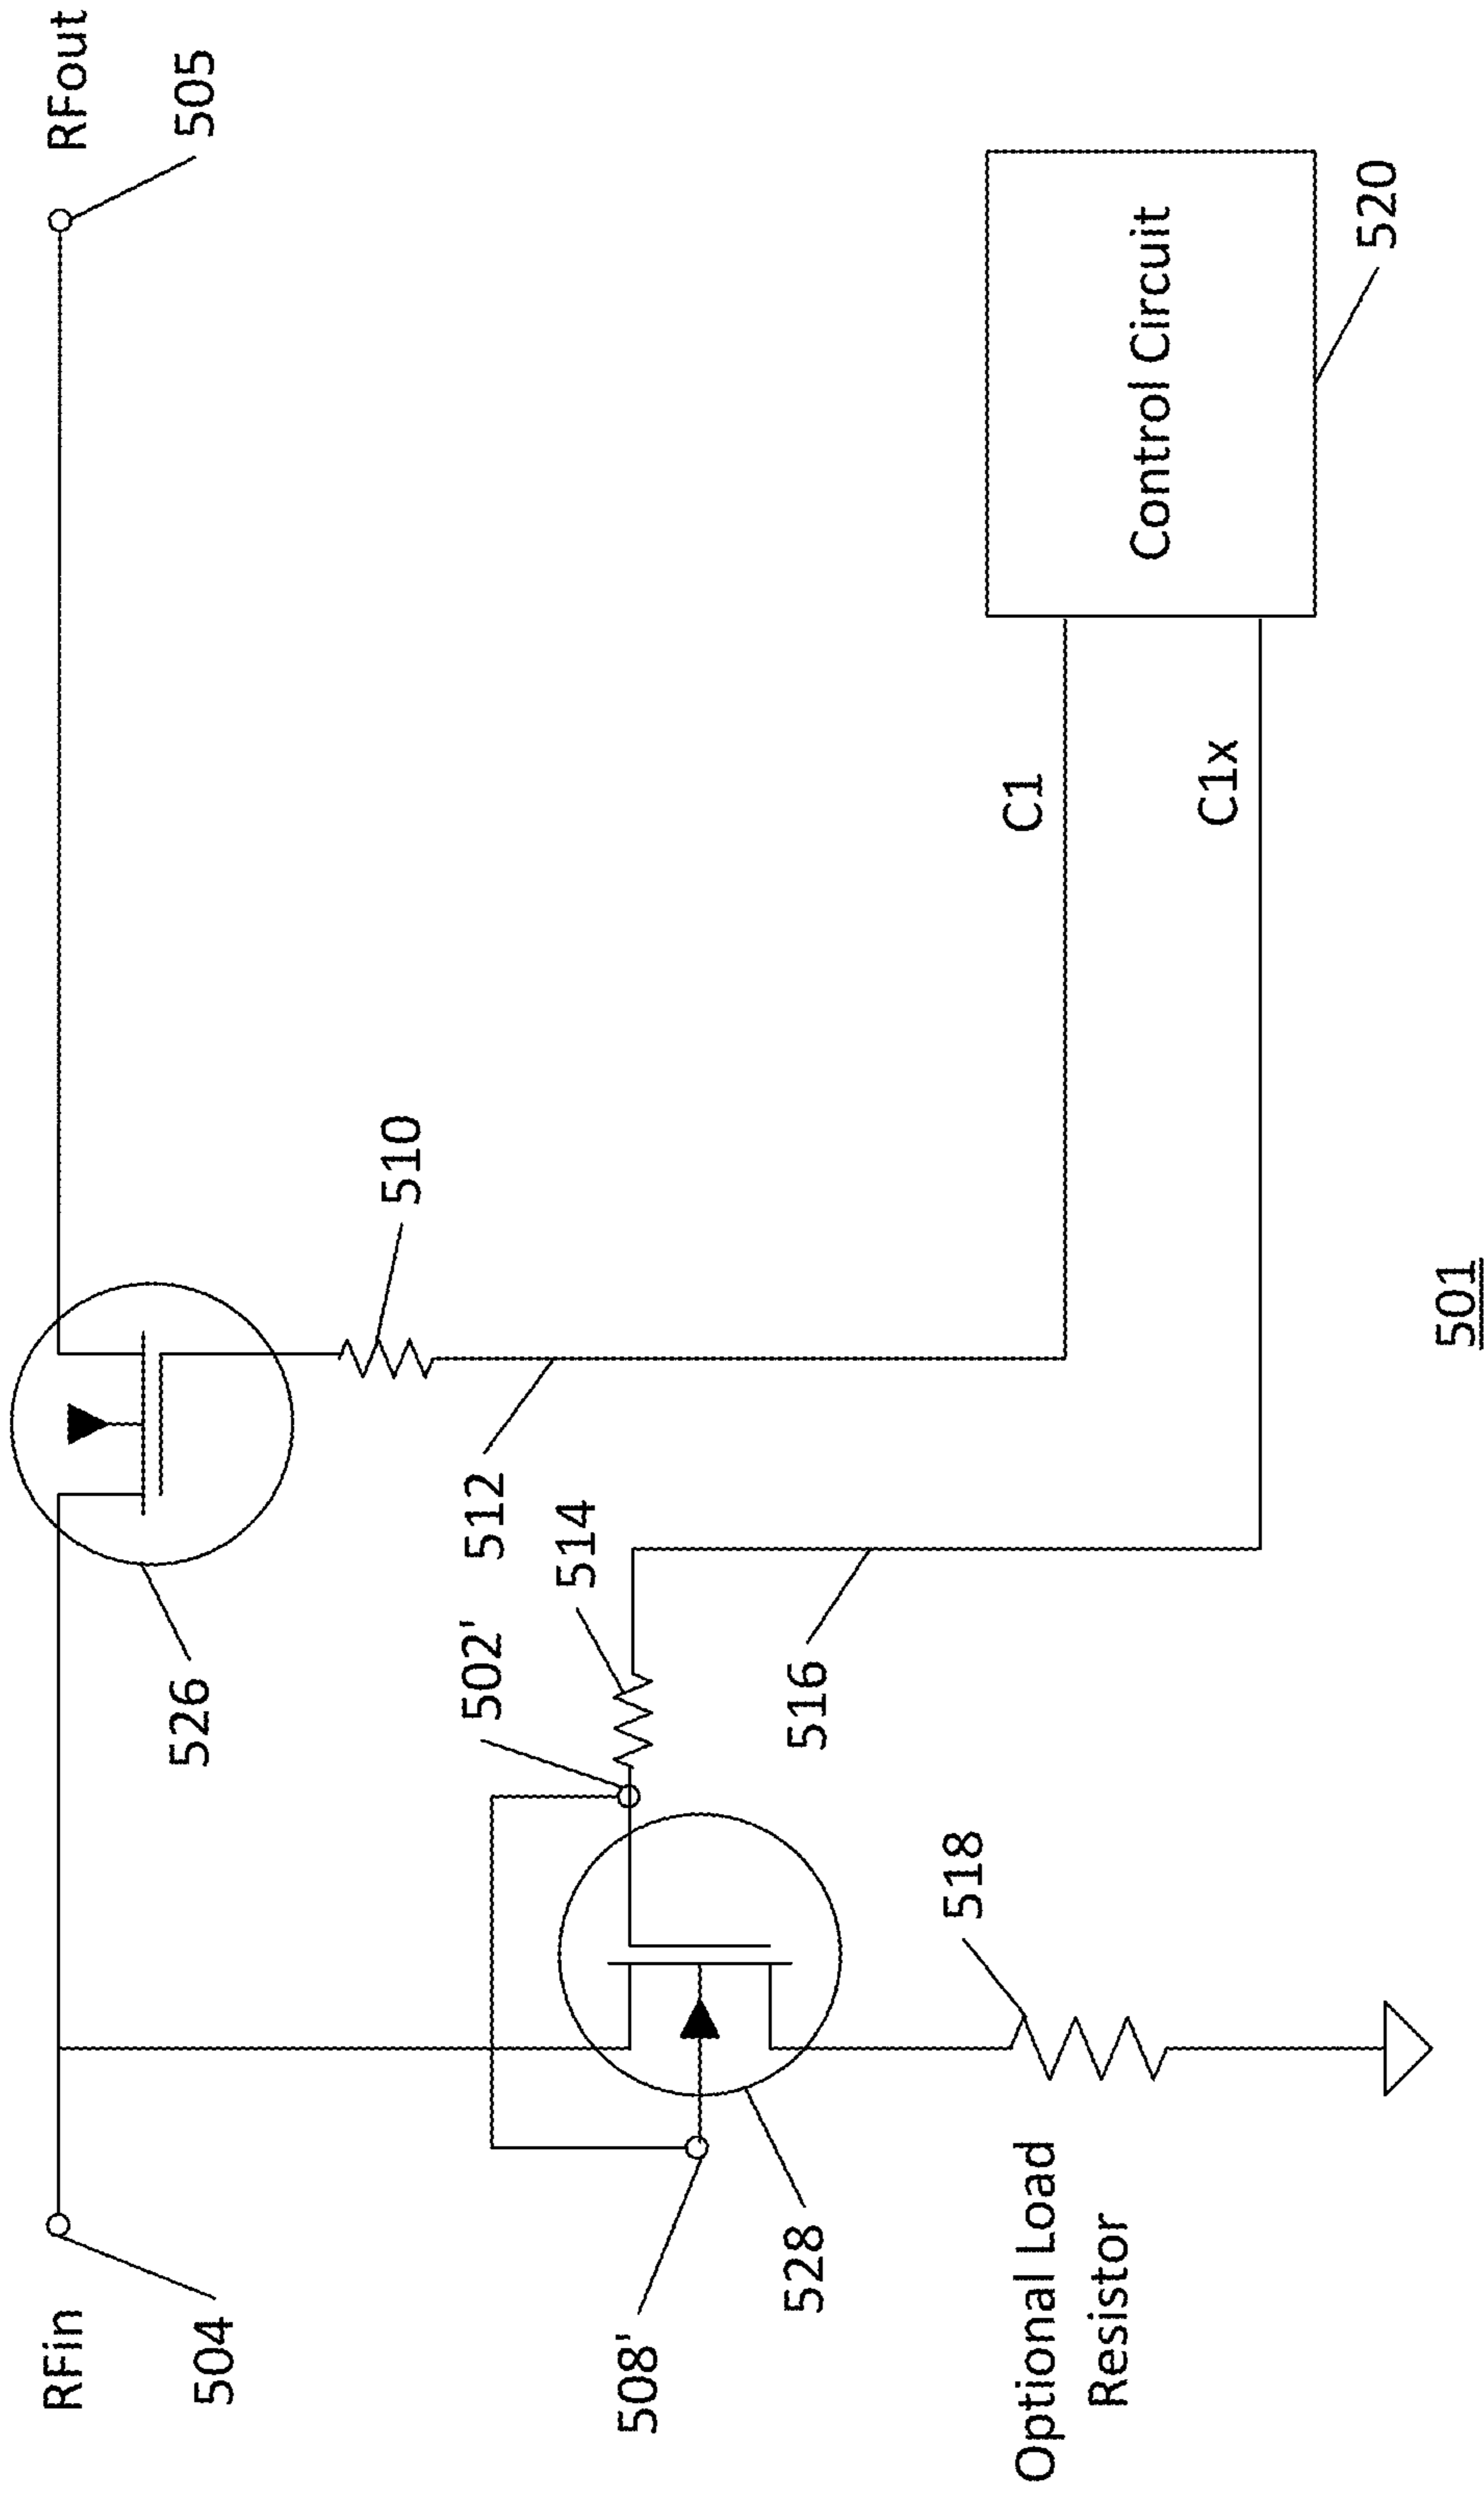 RFin
504
RFout
505
526
510
502'
512
514
508'
528
516
518
C1
C1x
Control Circuit
520
Optional Load
Resistor
501